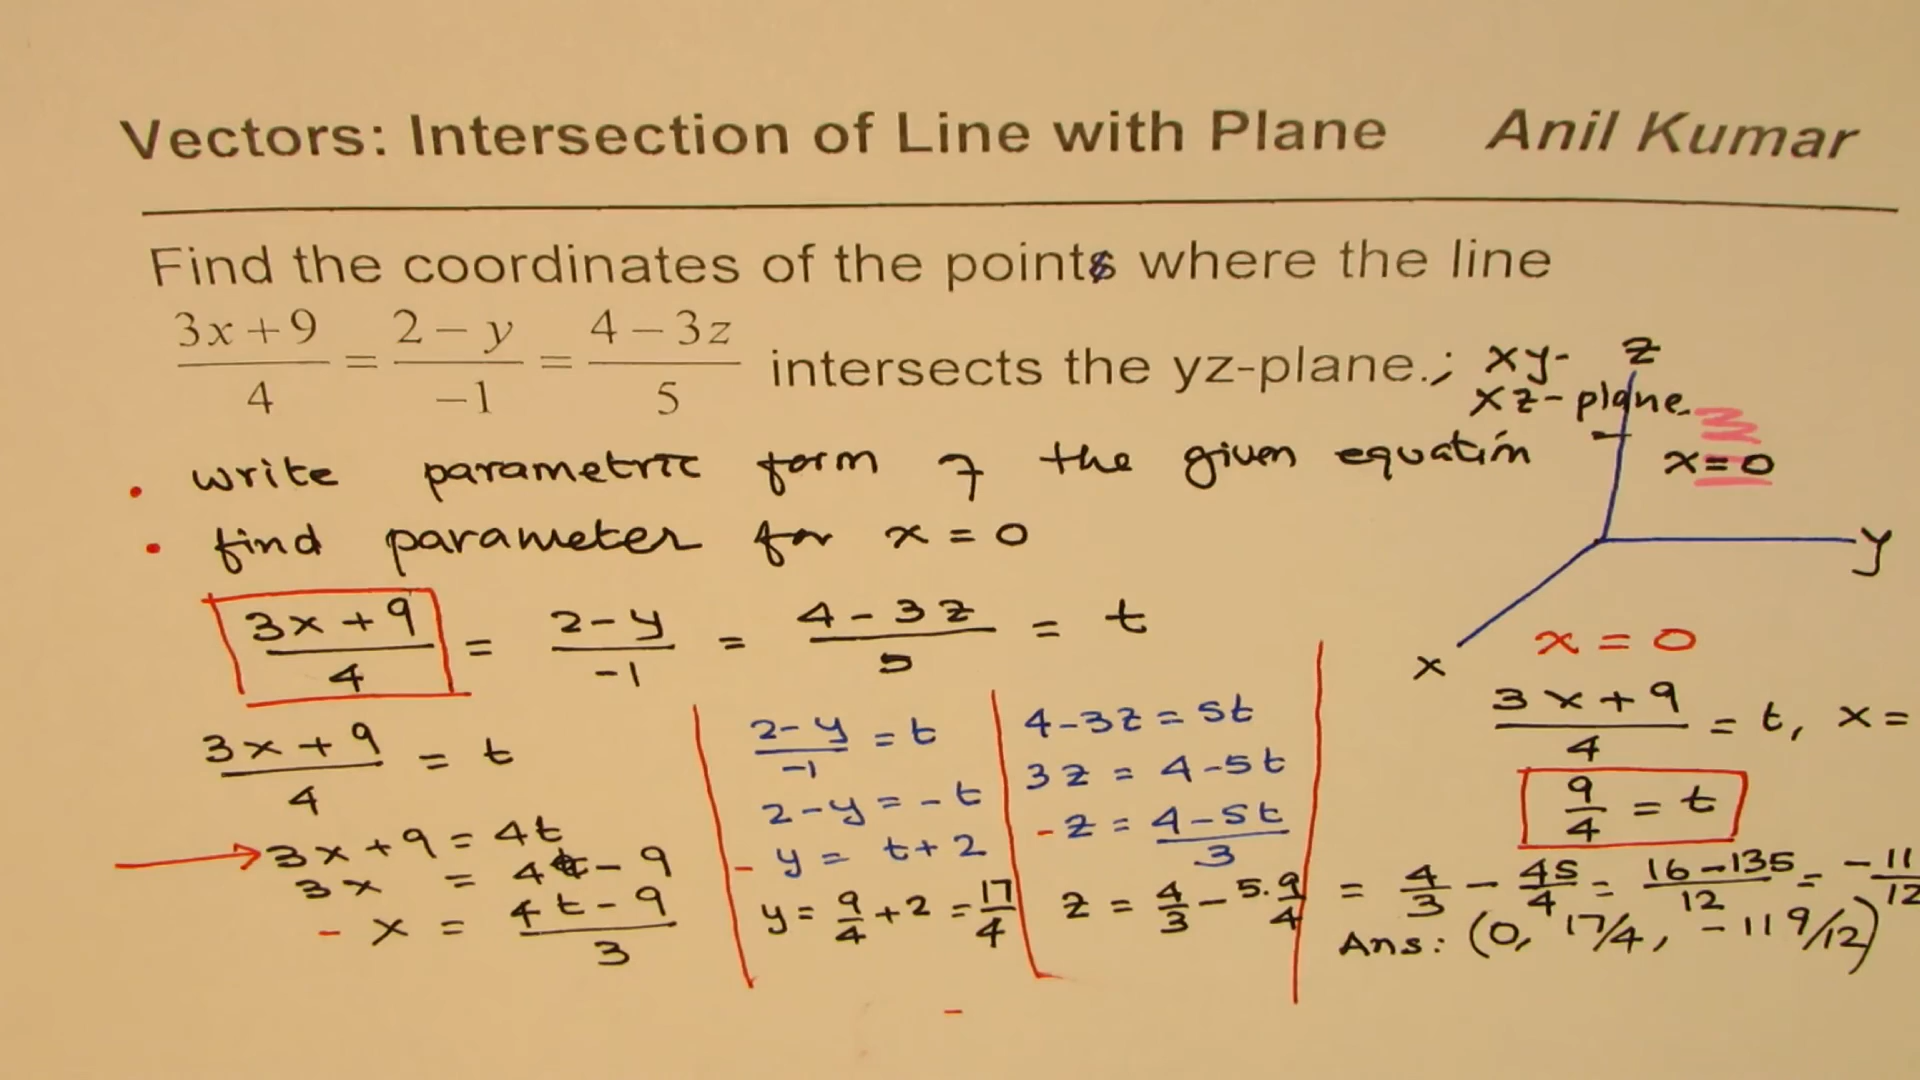 Vectors: Intersection of Line with Plane Anil Kumar
Find the coordinates of the points where the line
3x+9/4 = 2-y/-1 = 4-3z/5 intersects the yz-plane.; xy-
xz-plane.
z
• write parametric form of the given equation
x=0
• find parameter for x = 0
y
x
3x+9/4 = 2-y/-1 = 4-3z/5 = t
x = 0
3x+9/4 = t
3x+9 = 4t
3x = 4t-9
- x = 4t-9/3
2-y/-1 = t
2-y = -t
- y = t+2
y = 9/4 + 2 = 17/4
4-3z = 5t
3z = 4-5t
- z = 4-5t/3
z = 4/3 - 5.9/4 = 4/3 - 45/4 = 16-135/12 = -11/12
3x+9/4 = t, x =
9/4 = t
Ans: (0, 17/4, -119/12)